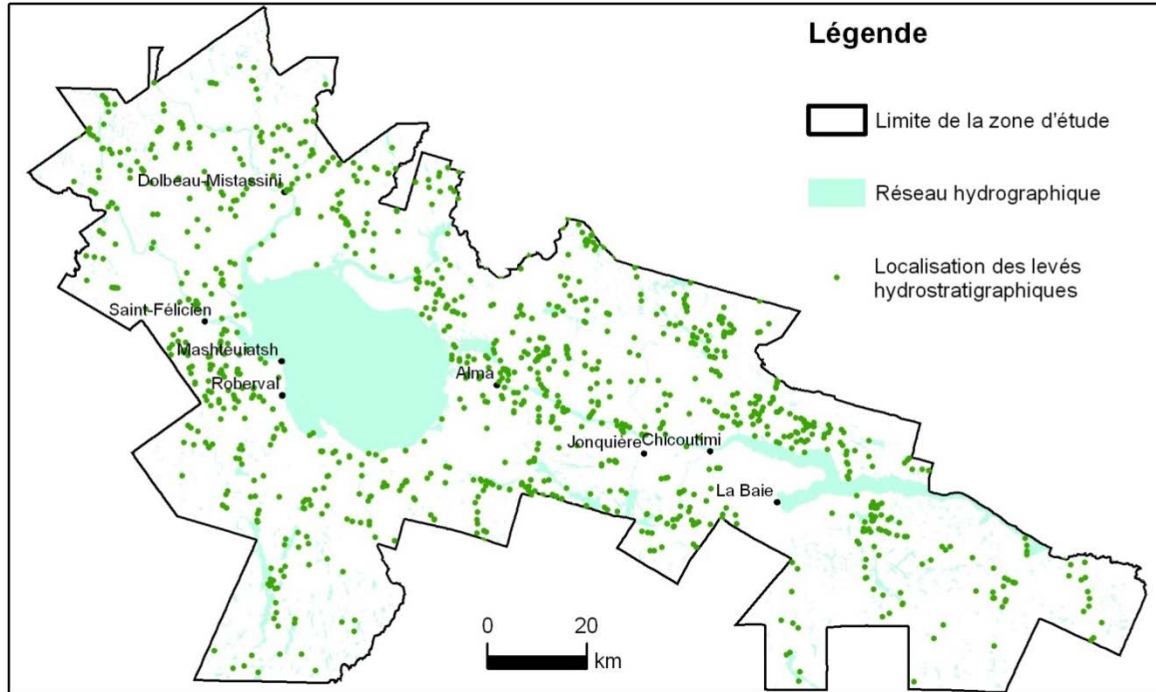 Légende
Limite de la zone d'étude
Réseau hydrographique
Localisation des levés
hydrostratigraphiques
Dolbeau-Mistassini
Saint-Félicien
Mashteuiatsh
Roberval
Alma
Jonquière
Chicoutimi
La Baie
0 20
km